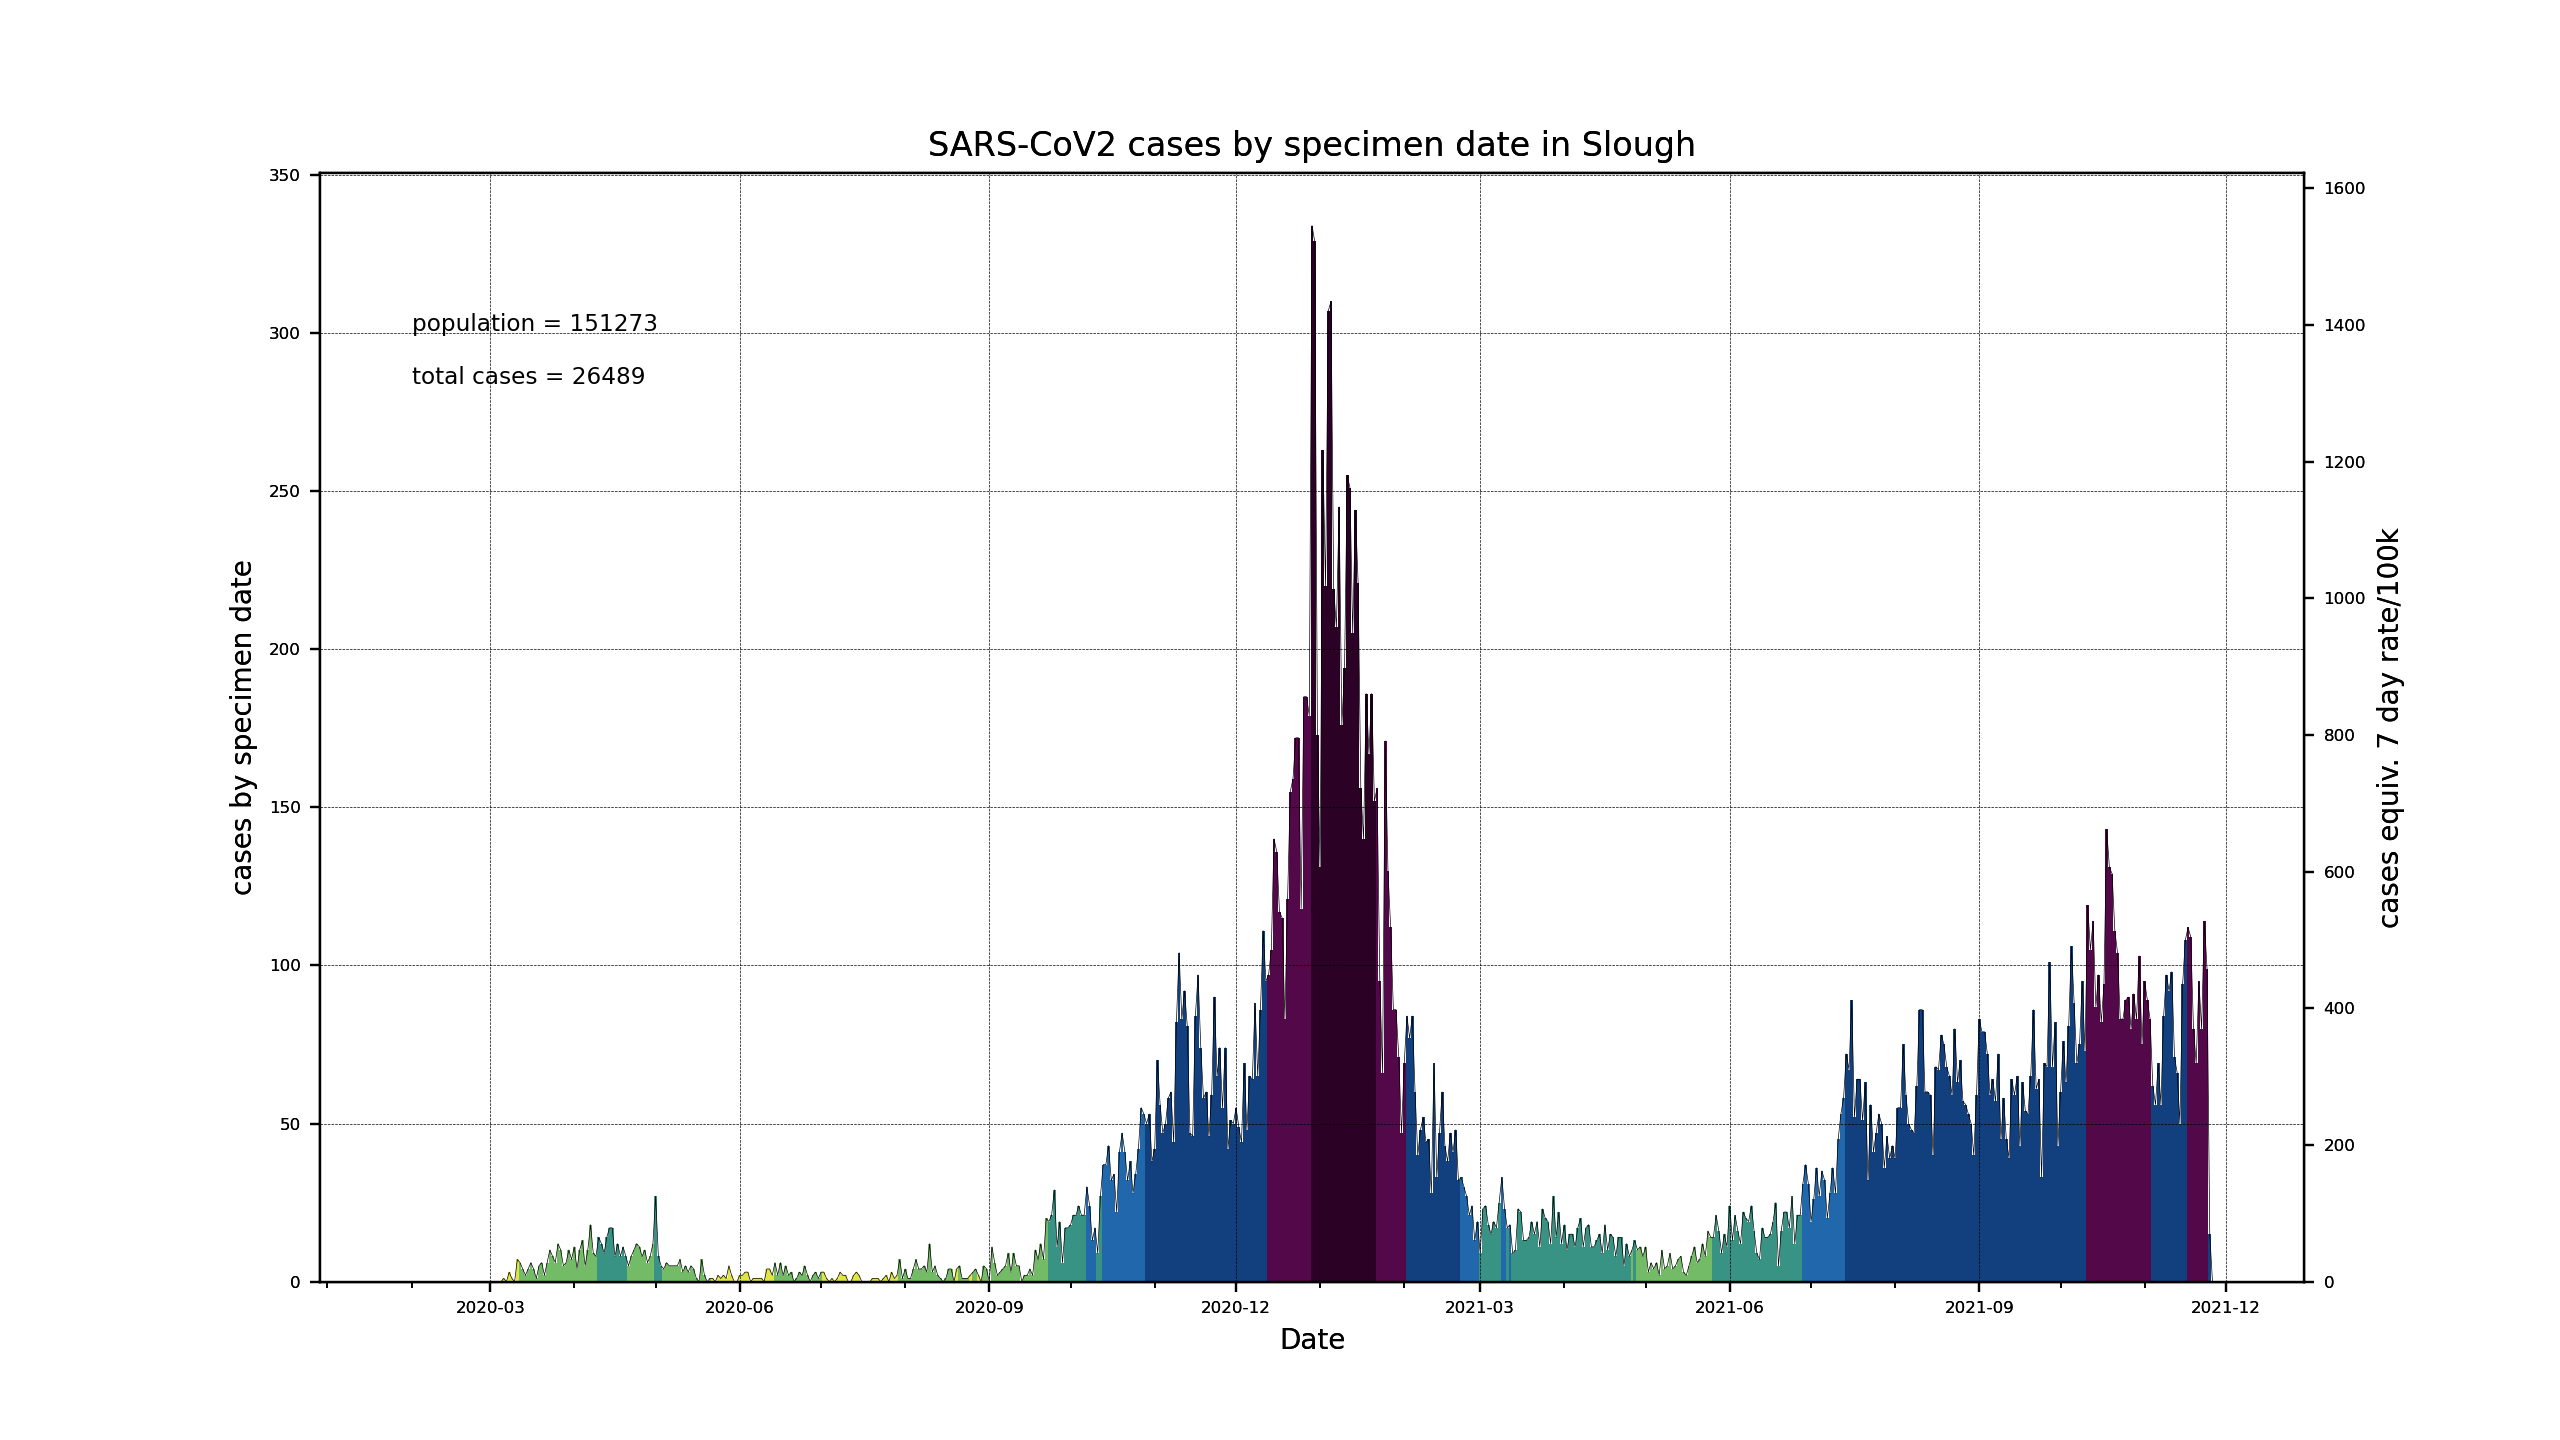 SARS-CoV2 cases by specimen date in Slough
350
300
250
200
150
100
50
0
cases by specimen date
population = 151273
total cases = 26489
1600
1400
1200
1000
800
600
400
200
0
cases equiv. 7 day rate/100k
2020-03 2020-06 2020-09 2020-12 2021-03 2021-06 2021-09 2021-12
Date